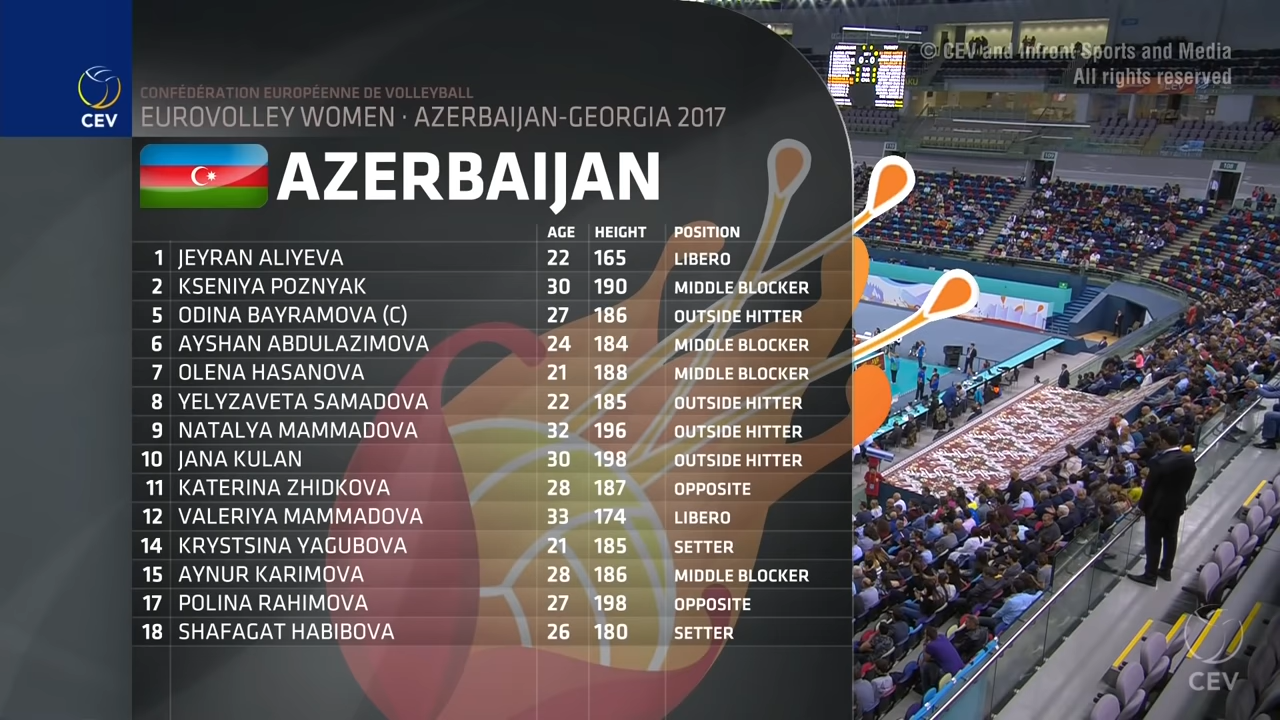 © CEV and Infront Sports and Media
All rights reserved
CEV
CONFÉDÉRATION EUROPÉENNE DE VOLLEYBALL
EUROVOLLEY WOMEN · AZERBAIJAN-GEORGIA 2017
AZERBAIJAN
AGE HEIGHT POSITION
1 JEYRAN ALIYEVA 22 165 LIBERO
2 KSENIYA POZNYAK 30 190 MIDDLE BLOCKER
5 ODINA BAYRAMOVA (C) 27 186 OUTSIDE HITTER
6 AYSHAN ABDULAZIMOVA 24 184 MIDDLE BLOCKER
7 OLENA HASANOVA 21 188 MIDDLE BLOCKER
8 YELYZAVETA SAMADOVA 22 185 OUTSIDE HITTER
9 NATALYA MAMMADOVA 32 196 OUTSIDE HITTER
10 JANA KULAN 30 198 OUTSIDE HITTER
11 KATERINA ZHIDKOVA 28 187 OPPOSITE
12 VALERIYA MAMMADOVA 33 174 LIBERO
14 KRYSTSINA YAGUBOVA 21 185 SETTER
15 AYNUR KARIMOVA 28 186 MIDDLE BLOCKER
17 POLINA RAHIMOVA 27 198 OPPOSITE
18 SHAFAGAT HABIBOVA 26 180 SETTER
CEV